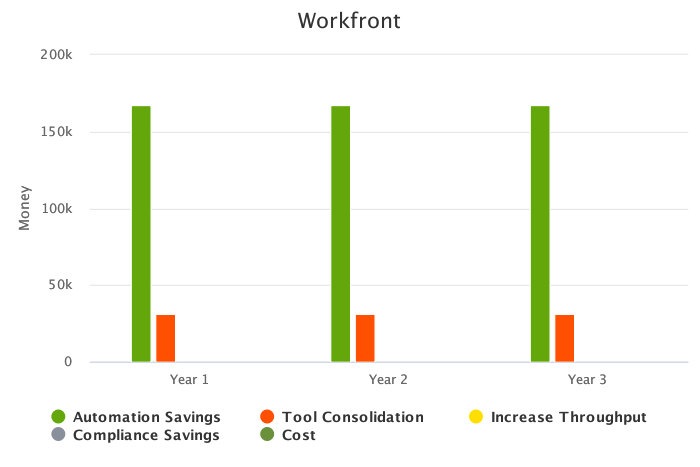 Workfront
200k
150k
100k
50k
0
Money
Year 1 Year 2 Year 3
Automation Savings Tool Consolidation Increase Throughput
Compliance Savings Cost